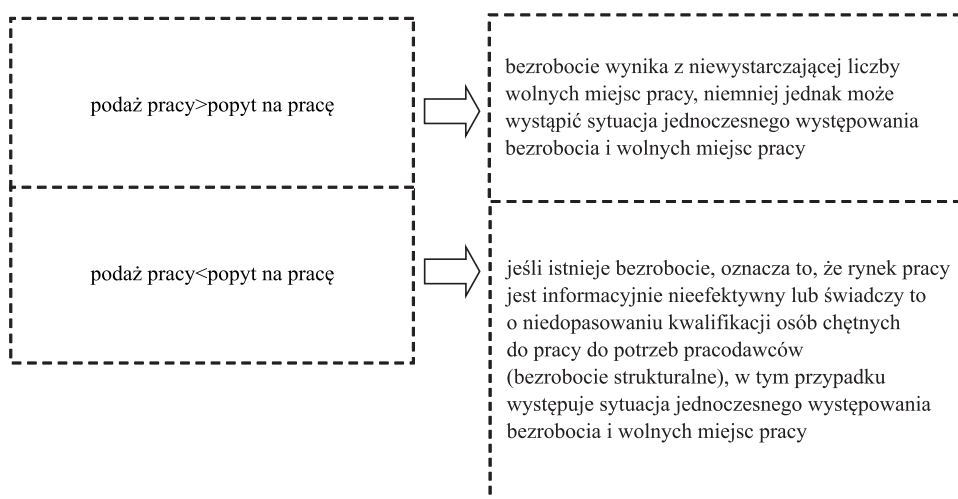 podaż pracy>popyt na pracę
bezrobocie wynika z niewystarczającej liczby
wolnych miejsc pracy, niemniej jednak może
wystąpić sytuacja jednoczesnego występowania
bezrobocia i wolnych miejsc pracy
podaż pracy<popyt na pracę
jeśli istnieje bezrobocie, oznacza to, że rynek pracy
jest informacyjnie nieefektywny lub świadczy to
o niedopasowaniu kwalifikacji osób chętnych
do pracy do potrzeb pracodawców
(bezrobocie strukturalne), w tym przypadku
występuje sytuacja jednoczesnego występowania
bezrobocia i wolnych miejsc pracy